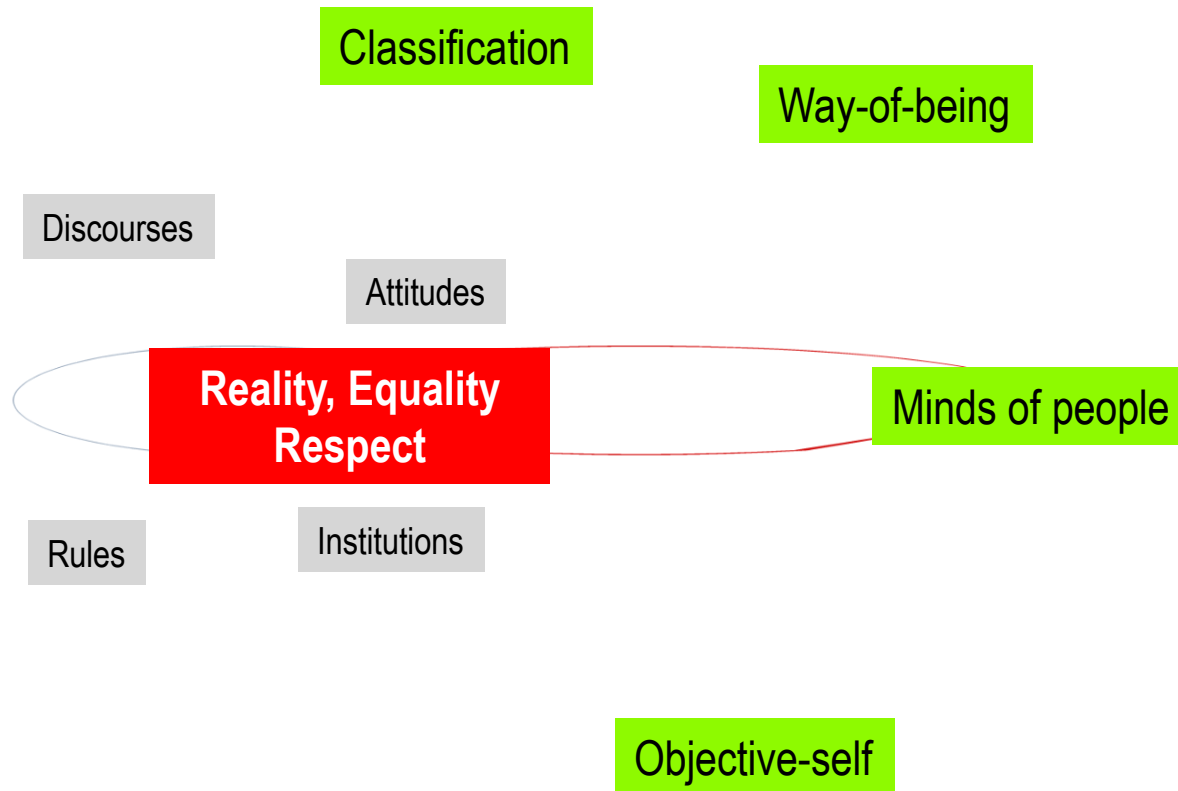 Classification
Way-of-being
Discourses
Attitudes
Reality, Equality
Respect
Minds of people
Rules
Institutions
Objective-self